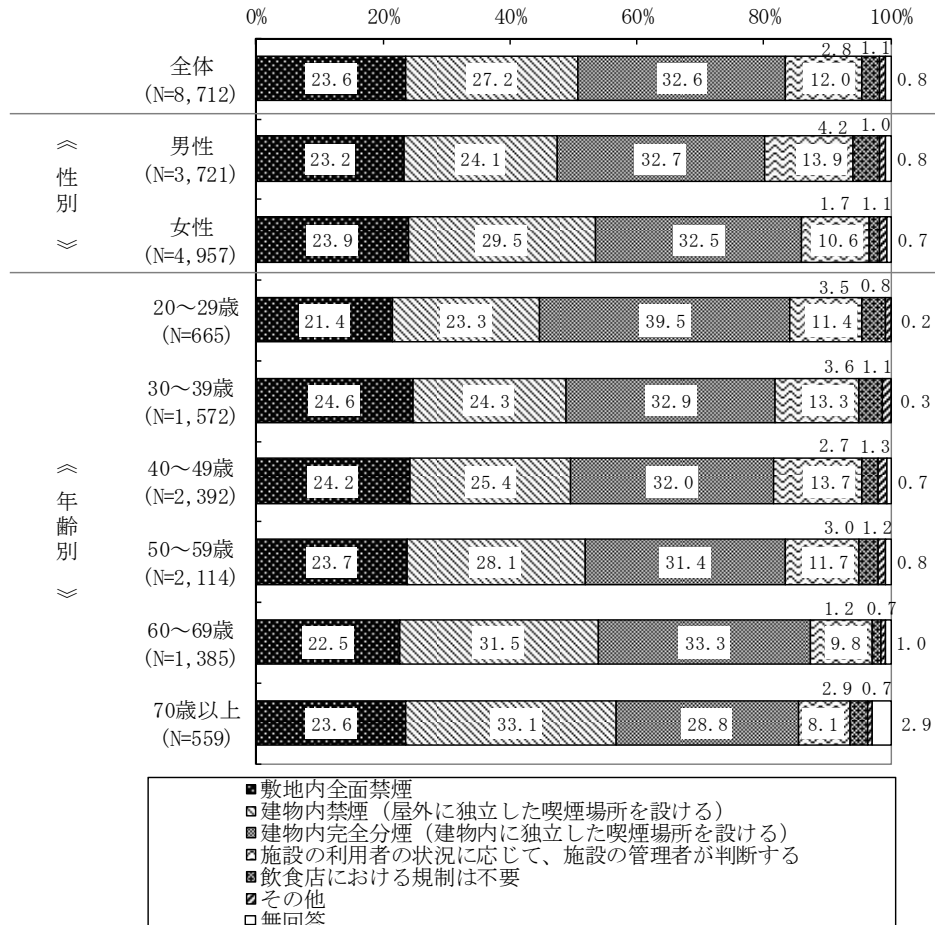 0% 20% 40% 60% 80% 100%
2.8 1.1
全体
(N=8,712)
23.6 27.2 32.6 12.0 0.8
4.2 1.0
《性別》
男性
(N=3,721)
23.2 24.1 32.7 13.9 0.8
1.7 1.1
女性
(N=4,957)
23.9 29.5 32.5 10.6 0.7
3.5 0.8
20～29歳
(N=665)
21.4 23.3 39.5 11.4 0.2
3.6 1.1
30～39歳
(N=1,572)
24.6 24.3 32.9 13.3 0.3
2.7 1.3
《年齢別》
40～49歳
(N=2,392)
24.2 25.4 32.0 13.7 0.7
3.0 1.2
50～59歳
(N=2,114)
23.7 28.1 31.4 11.7 0.8
1.2 0.7
60～69歳
(N=1,385)
22.5 31.5 33.3 9.8 1.0
2.9 0.7
70歳以上
(N=559)
23.6 33.1 28.8 8.1 2.9
敷地内全面禁煙
建物内禁煙（屋外に独立した喫煙場所を設ける）
建物内完全分煙（建物内に独立した喫煙場所を設ける）
施設の利用者の状況に応じて、施設の管理者が判断する
飲食店における規制は不要
その他
無回答